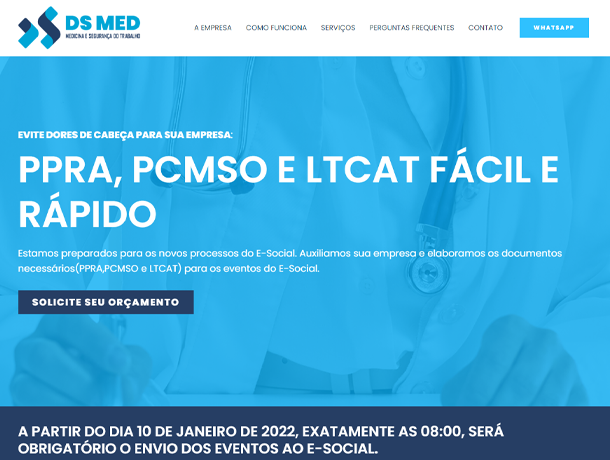 DS MED
MEDICINA E SEGURANÇA DO TRABALHO
A EMPRESA
COMO FUNCIONA
SERVIÇOS
PERGUNTAS FREQUENTES
CONTATO
WHATSAPP
EVITE DORES DE CABEÇA PARA SUA EMPRESA:
PPRA, PCMSO E LTCAT FÁCIL E
RÁPIDO
Estamos preparados para os novos processos do E-Social. Auxiliamos sua empresa e elaboramos os documentos
necessários(PPRA,PCMSO e LTCAT) para os eventos do E-Social.
SOLICITE SEU ORÇAMENTO
A PARTIR DO DIA 10 DE JANEIRO DE 2022, EXATAMENTE AS 08:00, SERÁ
OBRIGATÓRIO O ENVIO DOS EVENTOS AO E-SOCIAL.